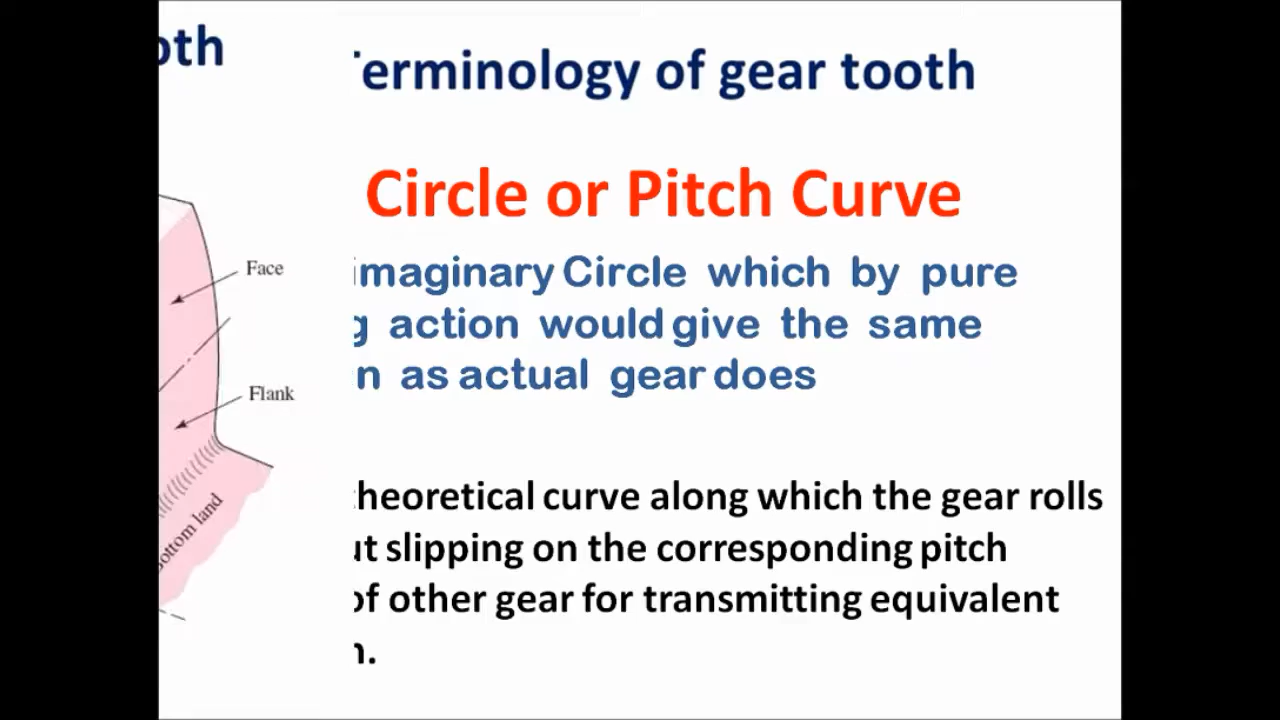 oth
erminology of gear tooth
Circle or Pitch Curve
Face
imaginary Circle which by pure
g action would give the same
n as actual gear does
Flank
heoretical curve along which the gear rolls
ut slipping on the corresponding pitch
Bottom land
of other gear for transmitting equivalent
n.